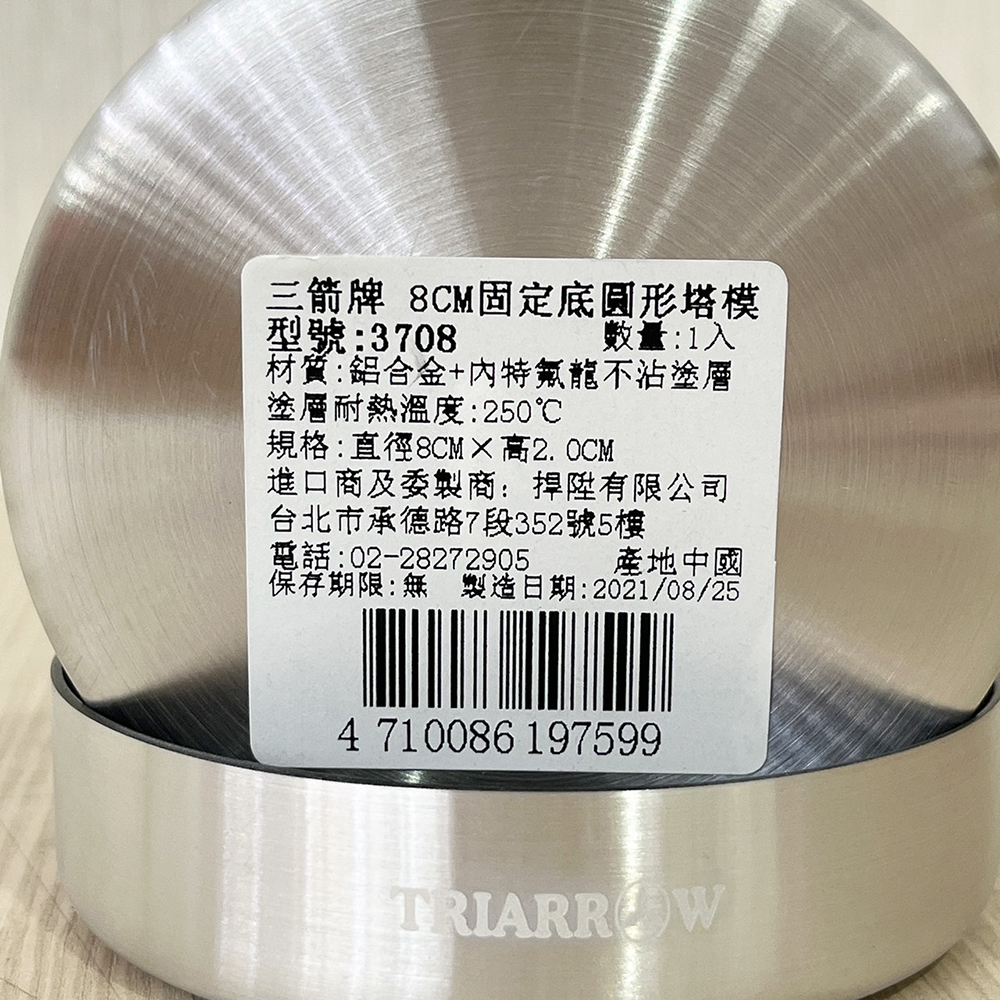 三箭牌 8CM固定底圓形塔模
型號:3708 數量:1入
材質:鋁合金+內特氟龍不沾塗層
塗層耐熱溫度:250℃
規格:直徑8CM×高2.0CM
進口商及委製商: 捍陞有限公司
台北市承德路7段352號5樓
電話:02-28272905 產地中國
保存期限:無 製造日期:2021/08/25
4 710086 197599
TRIARROW